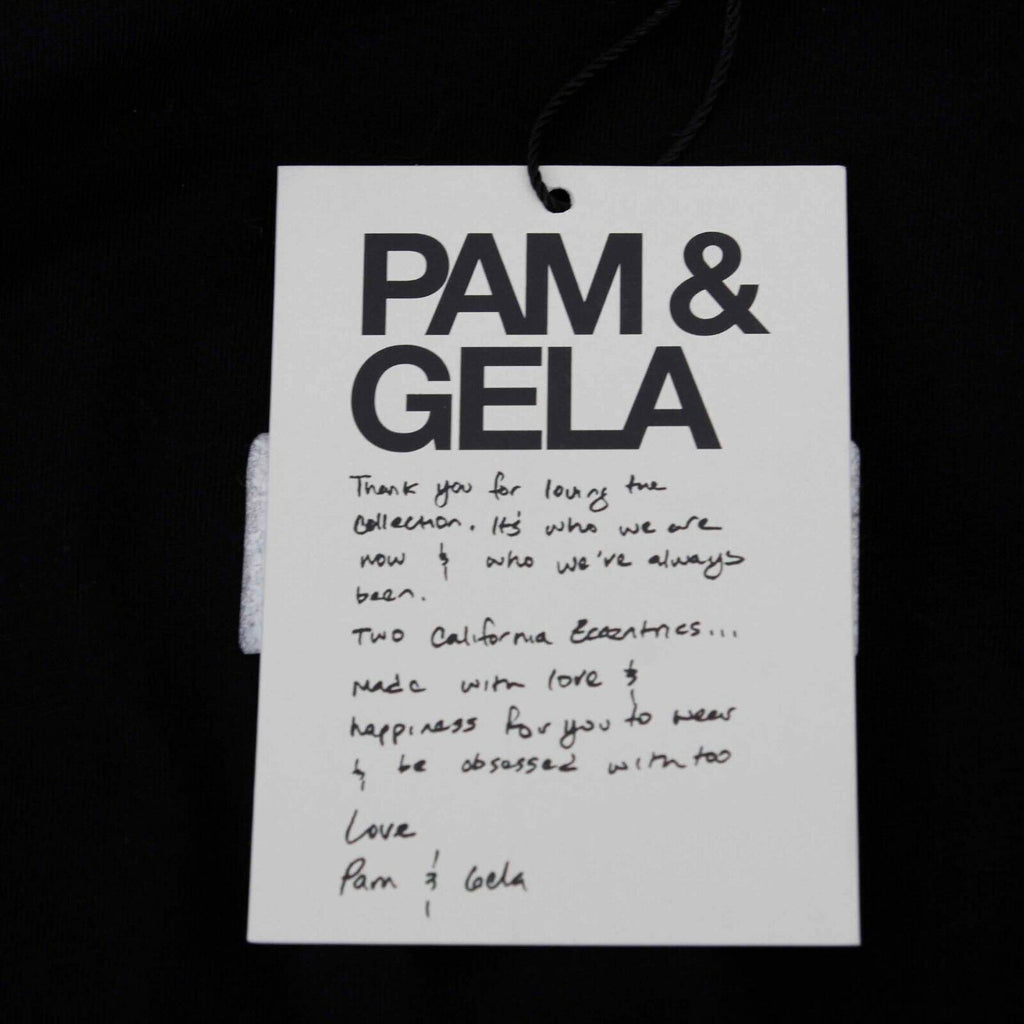 PAM &
GELA
Thank you for loving the
collection. It's who we are
now & who we've always
been.
TWO California Eccentrics...
Made with love &
happiness for you to wear
& be obsessed with too
Love
Pam & Gela